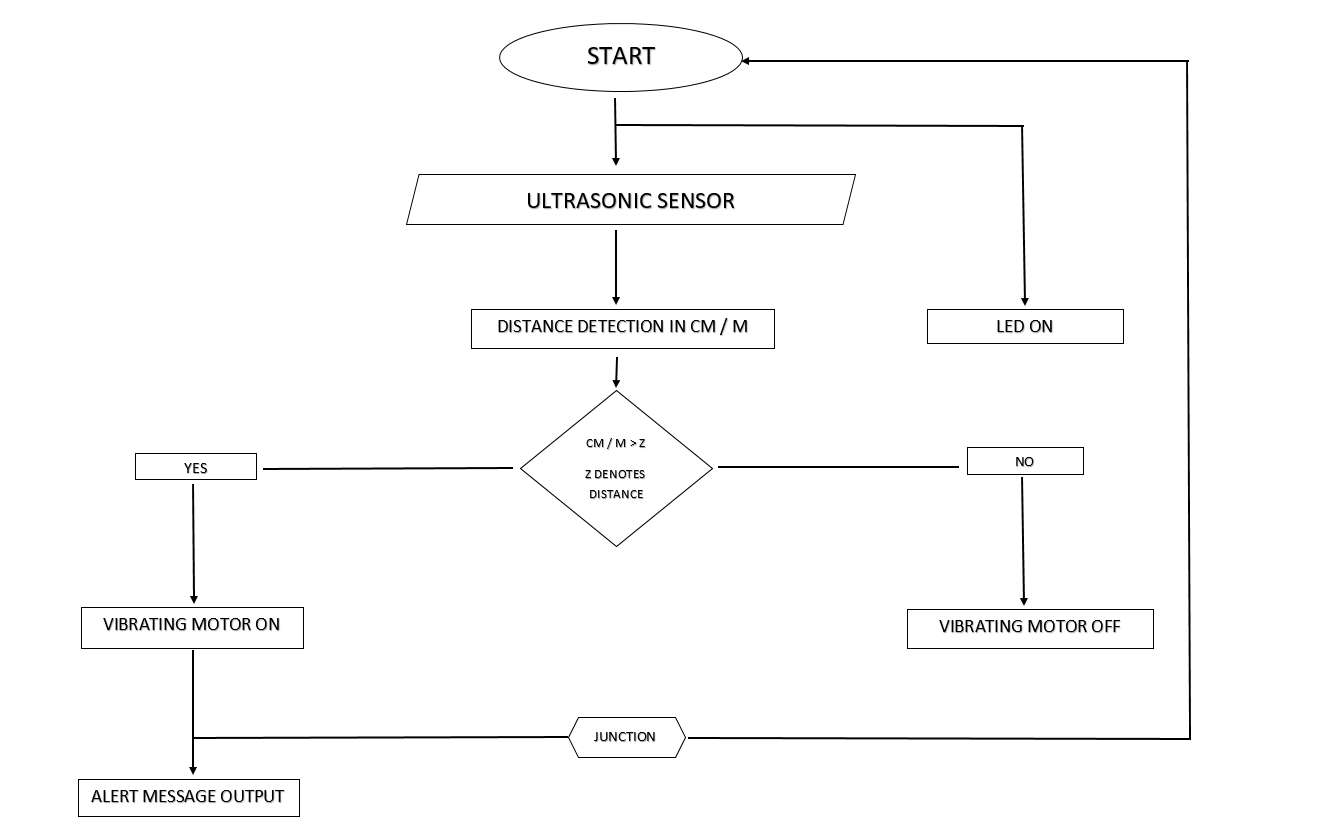 START
ULTRASONIC SENSOR
DISTANCE DETECTION IN CM / M
LED ON
CM / M > Z
Z DENOTES
DISTANCE
YES
NO
VIBRATING MOTOR ON
VIBRATING MOTOR OFF
JUNCTION
ALERT MESSAGE OUTPUT